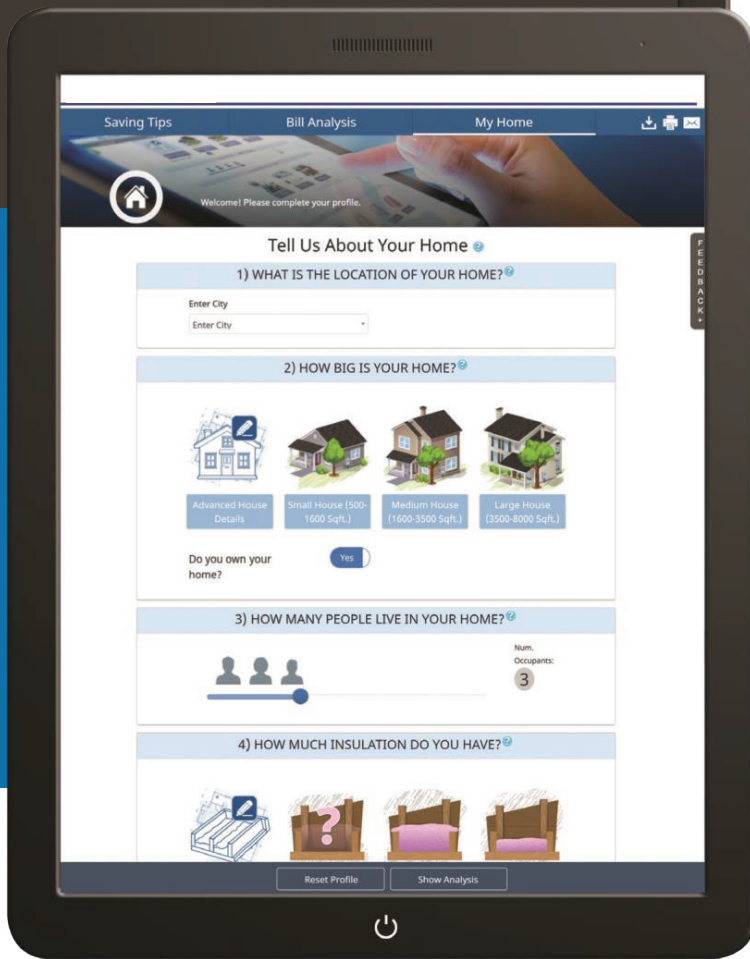 Saving Tips
Bill Analysis
My Home
Welcome! Please complete your profile.
Tell Us About Your Home ?
FEEDBACK
1) WHAT IS THE LOCATION OF YOUR HOME? ?
Enter City
Enter City
2) HOW BIG IS YOUR HOME? ?
Advanced House
Details
Small House (500-
1600 Sqft.)
Medium House
(1600-3500 Sqft.)
Large House
(3500-8000 Sqft.)
Do you own your
home?
Yes
3) HOW MANY PEOPLE LIVE IN YOUR HOME? ?
Num.
Occupants:
3
4) HOW MUCH INSULATION DO YOU HAVE? ?
?
Reset Profile
Show Analysis